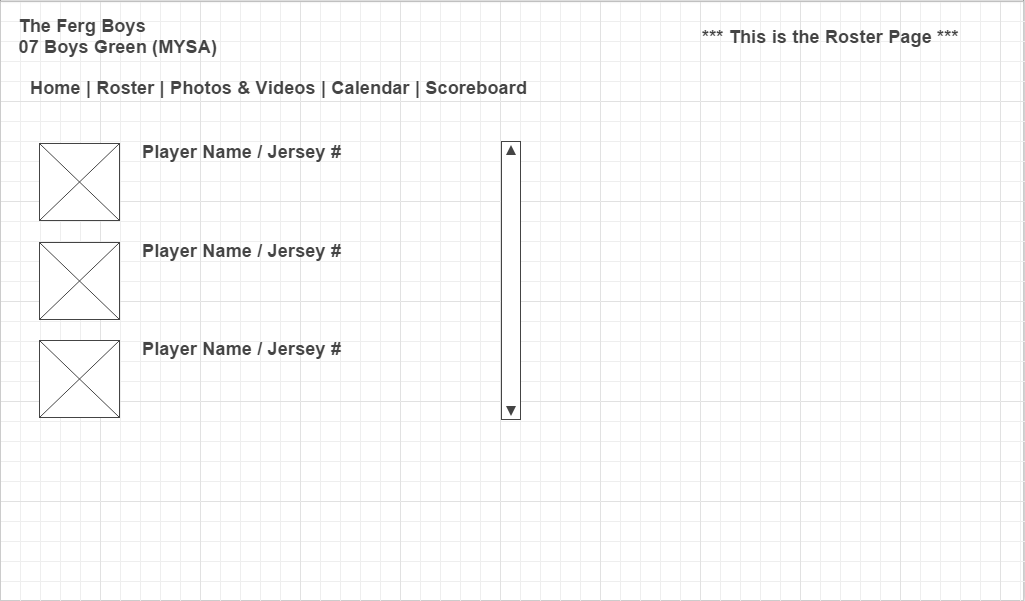 The Ferg Boys
07 Boys Green (MYSA)
*** This is the Roster Page ***
Home | Roster | Photos & Videos | Calendar | Scoreboard
Player Name / Jersey #
Player Name / Jersey #
Player Name / Jersey #